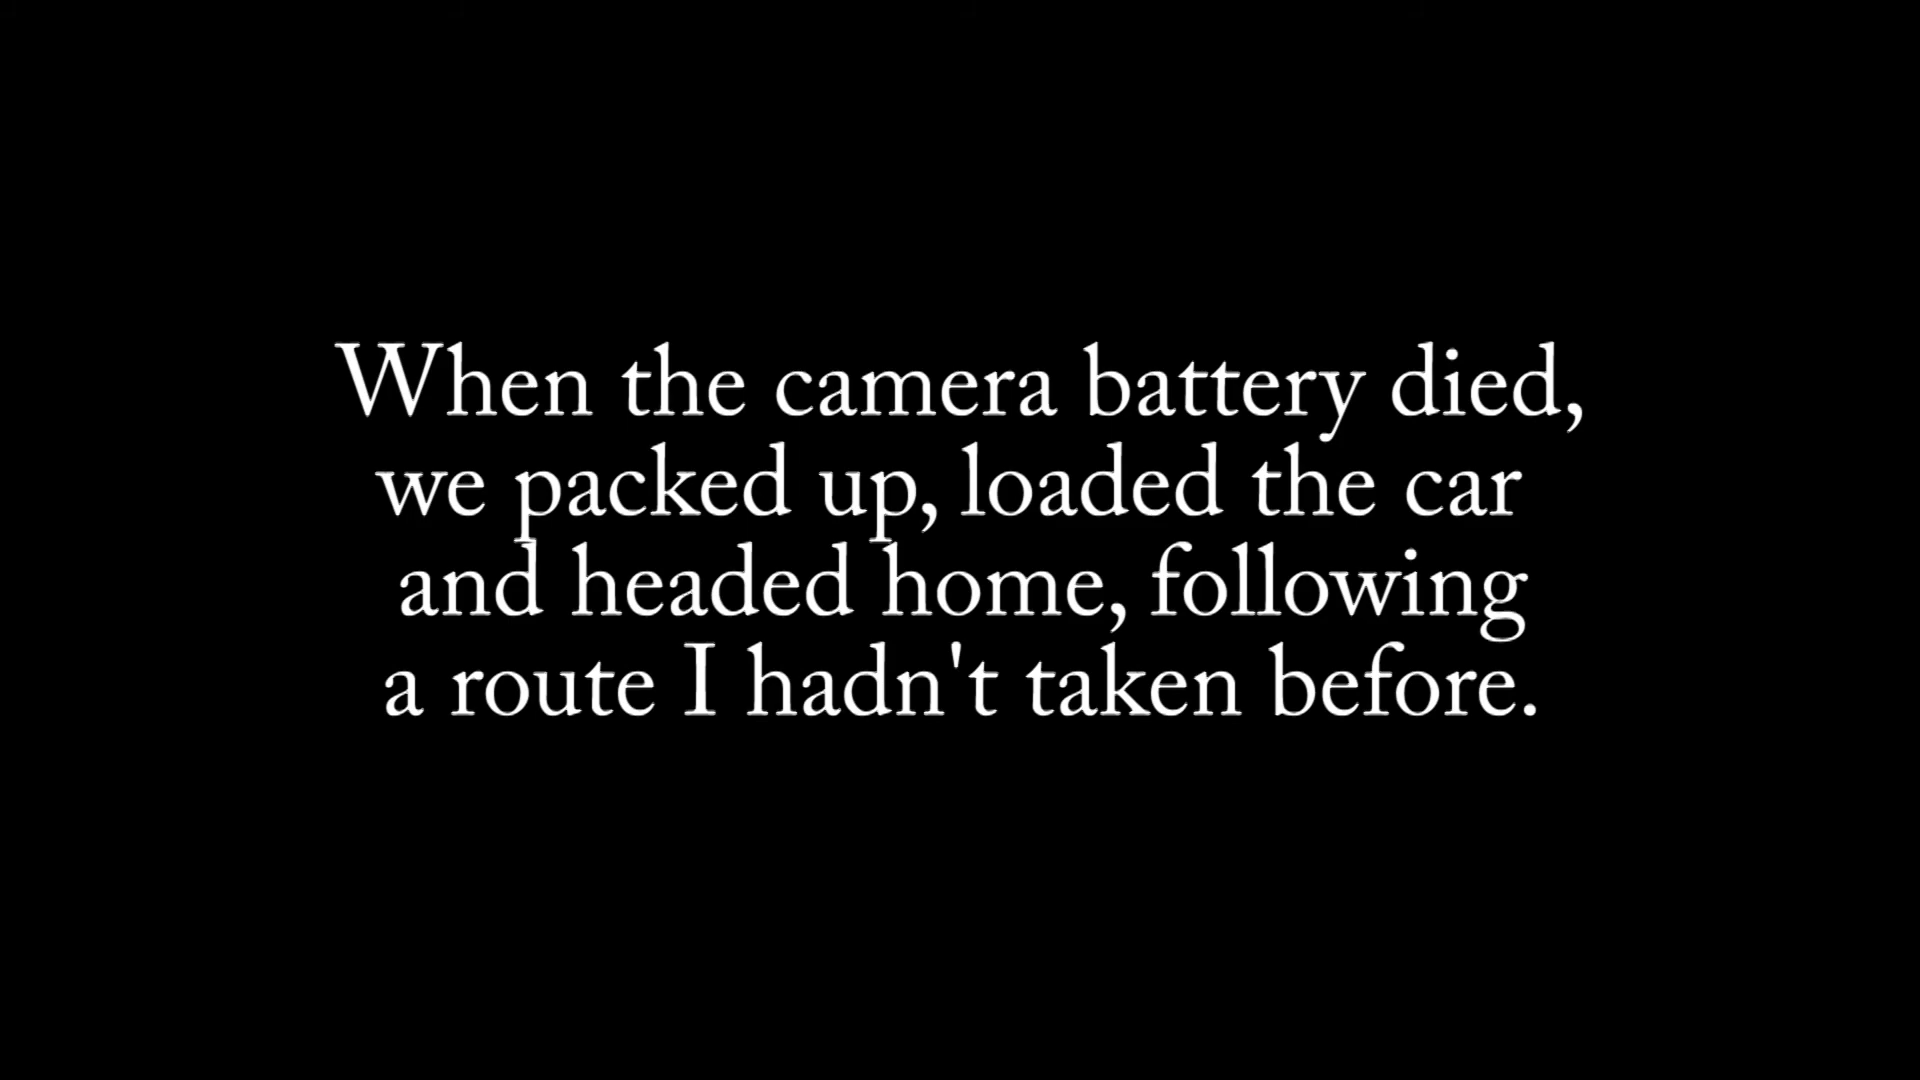 When the camera battery died,
we packed up, loaded the car
and headed home, following
a route I hadn't taken before.